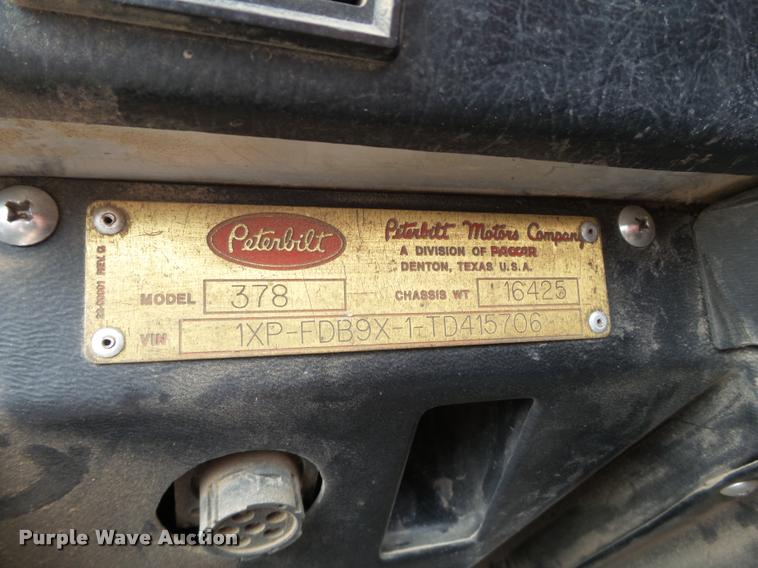 Peterbilt
Peterbilt Motors Company
A DIVISION OF PACCAR
DENTON, TEXAS U.S.A.
MODEL 378 CHASSIS WT 16425
VIN 1XP-FDB9X-1-TD415706
Purple Wave Auction